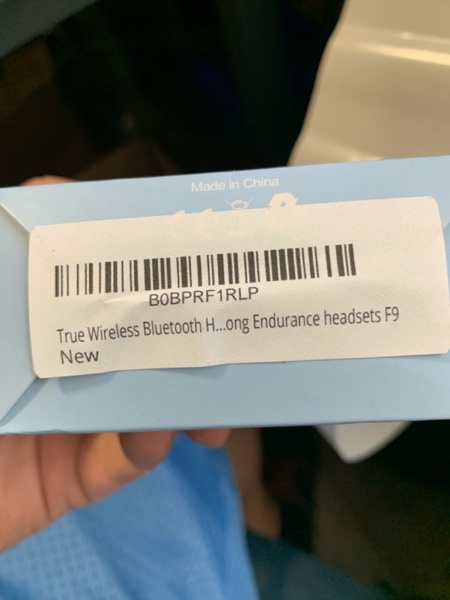 Made in China
B0BPRF1RLP
True Wireless Bluetooth H...ong Endurance headsets F9
New